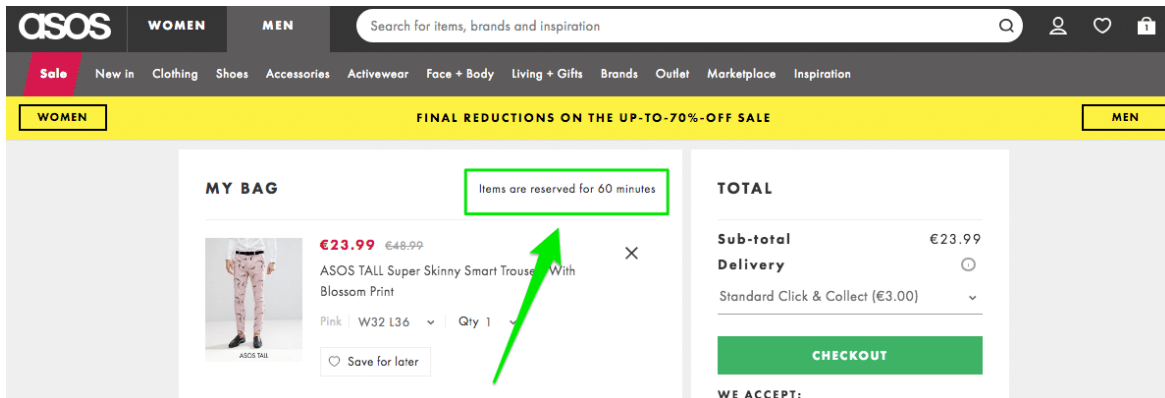 asos
WOMEN
MEN
Search for items, brands and inspiration
1
Sale
New in
Clothing
Shoes
Accessories
Activewear
Face + Body
Living + Gifts
Brands
Outlet
Marketplace
Inspiration
WOMEN
FINAL REDUCTIONS ON THE UP-TO-70%-OFF SALE
MEN
MY BAG
Items are reserved for 60 minutes
€23.99 €48.99
ASOS TALL Super Skinny Smart Trousers With
Blossom Print
Pink
W32 L36
Qty 1
Save for later
ASOS TALL
TOTAL
Sub-total €23.99
Delivery
Standard Click & Collect (€3.00)
CHECKOUT
WE ACCEPT: